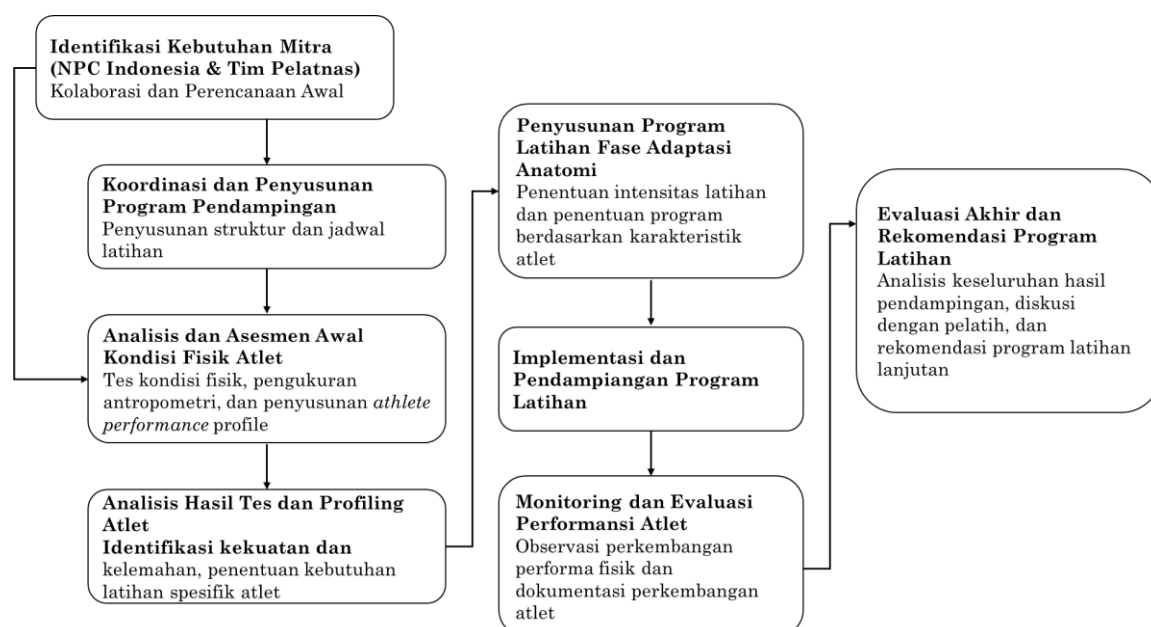 Identifikasi Kebutuhan Mitra
(NPC Indonesia & Tim Pelatnas)
Kolaborasi dan Perencanaan Awal
Koordinasi dan Penyusunan
Program Pendampingan
Penyusunan struktur dan jadwal
latihan
Analisis dan Asesmen Awal
Kondisi Fisik Atlet
Tes kondisi fisik, pengukuran
antropometri, dan penyusunan athlete
performance profile
Analisis Hasil Tes dan Profiling
Atlet
Identifikasi kekuatan dan
kelemahan, penentuan kebutuhan
latihan spesifik atlet
Penyusunan Program
Latihan Fase Adaptasi
Anatomi
Penentuan intensitas latihan
dan penentuan program
berdasarkan karakteristik
atlet
Implementasi dan
Pendampiangan Program
Latihan
Monitoring dan Evaluasi
Performansi Atlet
Observasi perkembangan
performa fisik dan
dokumentasi perkembangan
atlet
Evaluasi Akhir dan
Rekomendasi Program
Latihan
Analisis keseluruhan hasil
pendampingan, diskusi
dengan pelatih, dan
rekomendasi program latihan
lanjutan